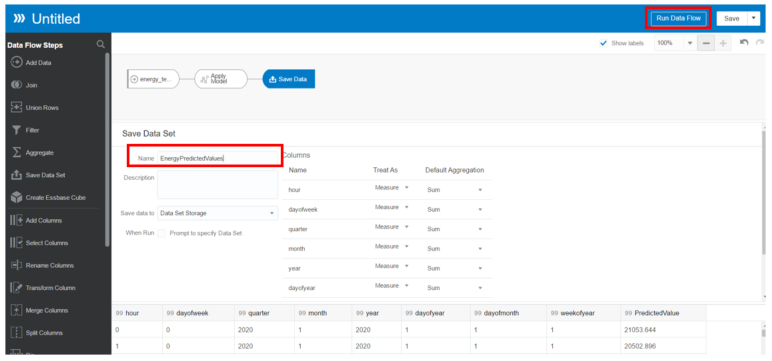 Untitled
Run Data Flow
Save
Data Flow Steps
Show labels
100%
Add Data
Join
Union Rows
Filter
Aggregate
Save Data Set
Create Essbase Cube
Add Columns
Select Columns
Rename Columns
Transform Column
Merge Columns
Split Columns
energy_te...
Apply
Model
Save Data
Save Data Set
Name EnergyPredictedValues
Description
Save data to Data Set Storage
When Run Prompt to specify Data Set
Columns
Name Treat As Default Aggregation
hour Measure Sum
dayofweek Measure Sum
quarter Measure Sum
month Measure Sum
year Measure Sum
dayofyear Measure Sum
99 hour 99 dayofweek 99 quarter 99 month 99 year 99 dayofyear 99 dayofmonth 99 weekofyear 99 PredictedValue
0 0 2020 1 2020 1 1 1 21053.644
1 0 2020 1 2020 1 1 1 20502.896